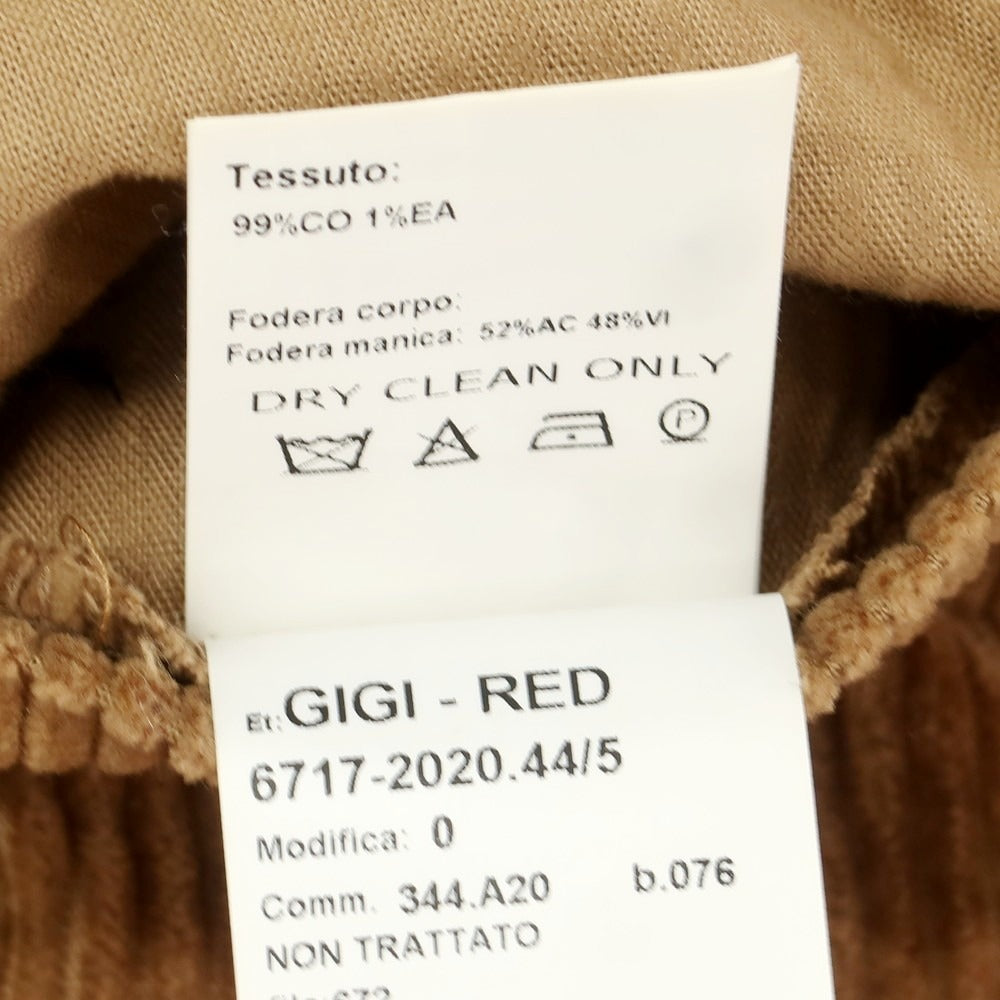 Tessuto:
99%CO 1%EA
Fodera corpo:
Fodera manica: 52%AC 48%VI
DRY CLEAN ONLY
P
Et: GIGI - RED
6717-2020.44/5
Modifica: 0
Comm. 344.A20 b.076
NON TRATTATO